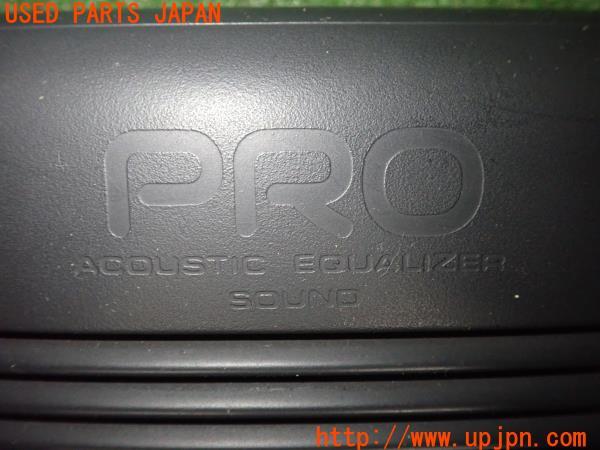 USED PARTS JAPAN
PRO
ACOUSTIC EQUALIZER
SOUND
http://www.upjpn.com